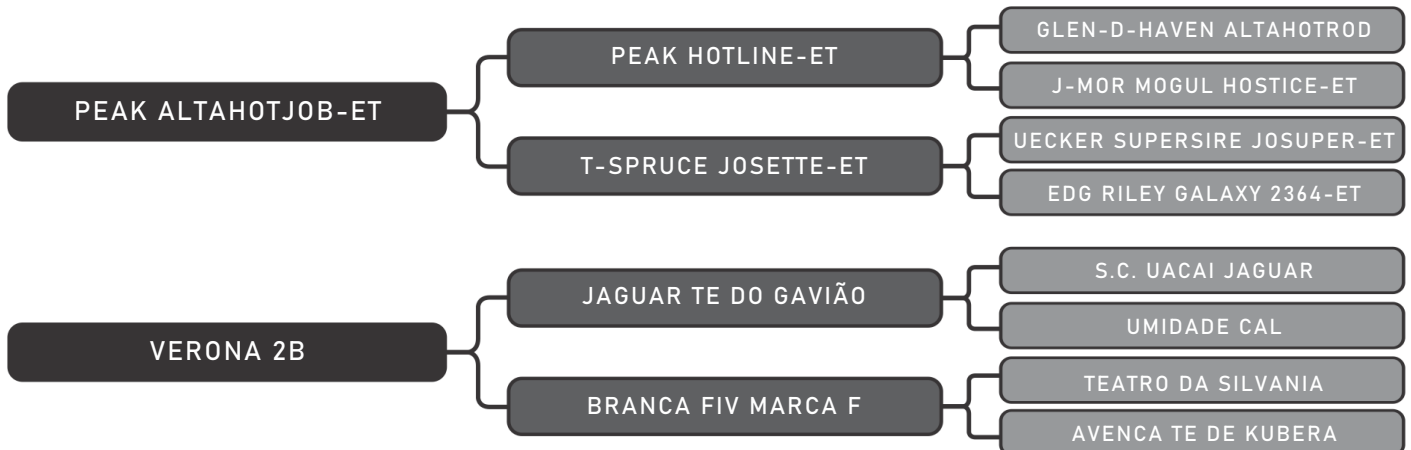 PEAK ALTAHOTJOB-ET
PEAK HOTLINE-ET
GLEN-D-HAVEN ALTAHOTROD
J-MOR MOGUL HOSTICE-ET
T-SPRUCE JOSETTE-ET
UECKER SUPERSIRE JOSUPER-ET
EDG RILEY GALAXY 2364-ET
VERONA 2B
JAGUAR TE DO GAVIÃO
S.C. UACAI JAGUAR
UMIDADE CAL
BRANCA FIV MARCA F
TEATRO DA SILVANIA
AVENCA TE DE KUBERA